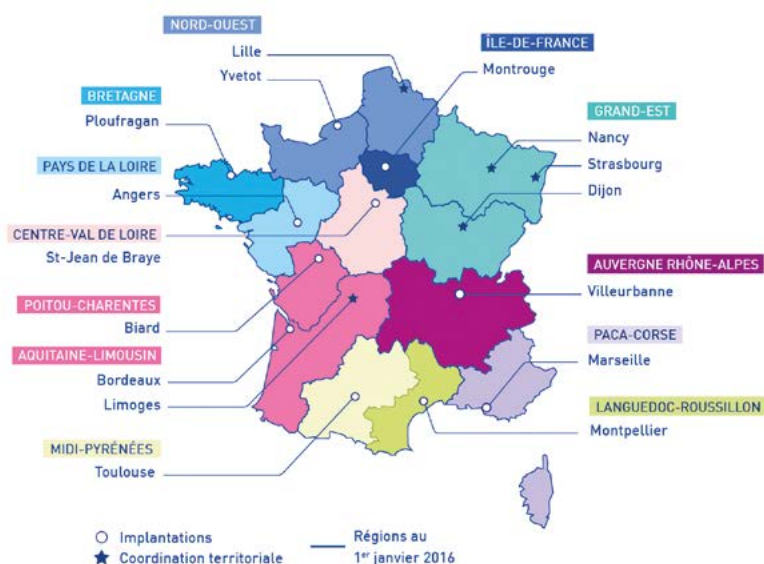 NORD-OUEST
Lille
Yvetot
ÎLE-DE-FRANCE
Montrouge
BRETAGNE
Ploufragan
GRAND-EST
Nancy
Strasbourg
Dijon
PAYS DE LA LOIRE
Angers
CENTRE-VAL DE LOIRE
St-Jean de Braye
AUVERGNE RHÔNE-ALPES
Villeurbanne
POITOU-CHARENTES
Biard
PACA-CORSE
Marseille
AQUITAINE-LIMOUSIN
Bordeaux
Limoges
LANGUEDOC-ROUSSILLON
Montpellier
MIDI-PYRÉNÉES
Toulouse
Implantations
Coordination territoriale
Régions au
1er janvier 2016